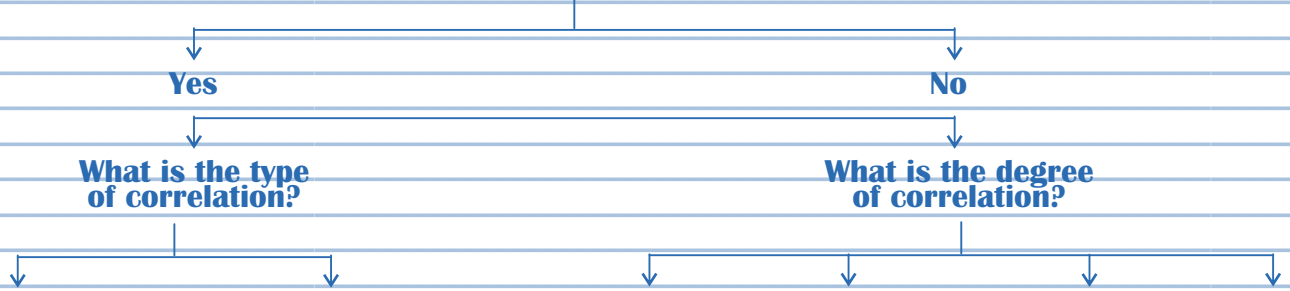 Yes
No
What is the type
of correlation?
What is the degree
of correlation?